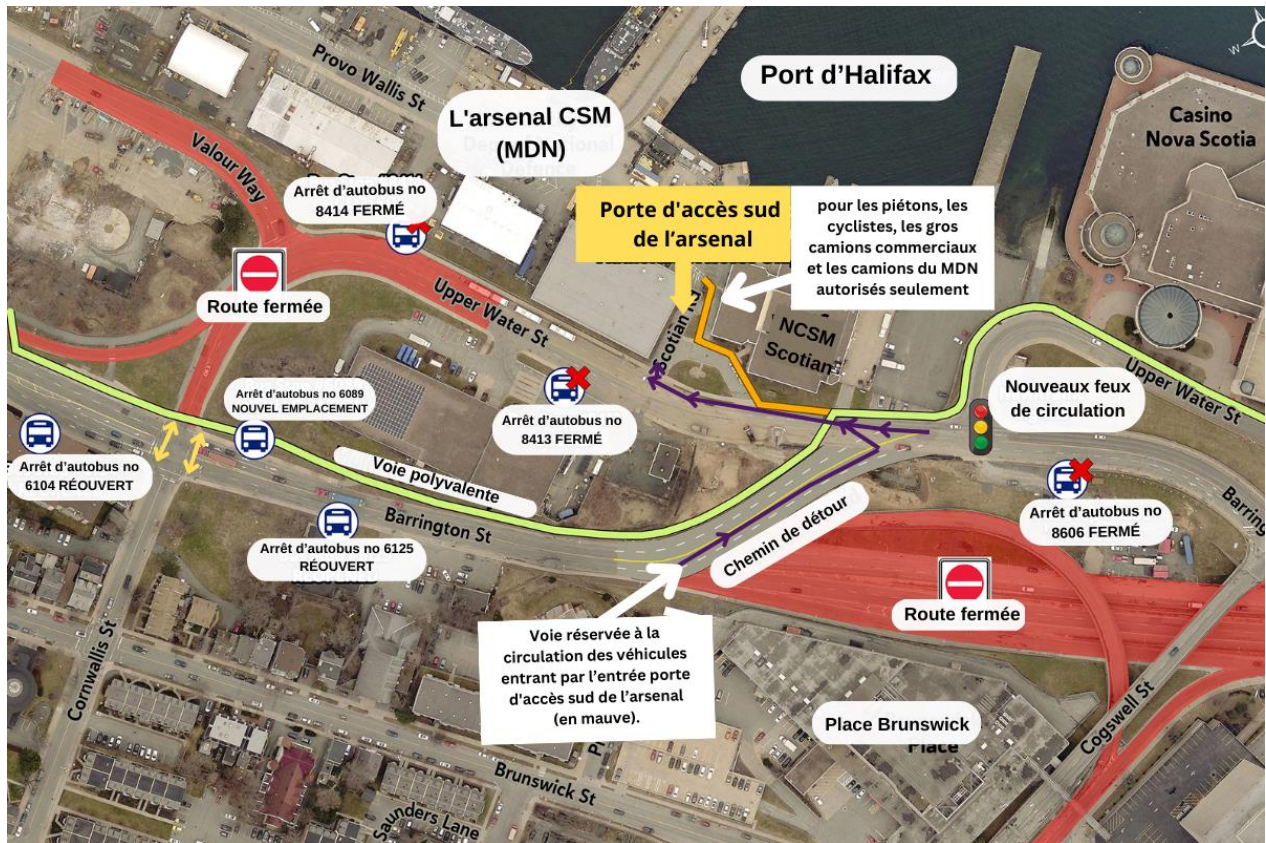 Provo Wallis St
Port d’Halifax
W
Casino
Nova Scotia
L'arsenal CSM
(MDN)
Valour Way
Arrêt d’autobus no
8414 FERMÉ
Porte d'accès sud
de l’arsenal
pour les piétons, les
cyclistes, les gros
camions commerciaux
et les camions du MDN
autorisés seulement
Route fermée
Upper Water St
Scotian Rd
NCSM
Scotian
Upper Water St
Nouveaux feux
de circulation
Arrêt d’autobus no 6089
NOUVEL EMPLACEMENT
Arrêt d’autobus no
8413 FERMÉ
Arrêt d’autobus no
6104 RÉOUVERT
Voie polyvalente
Barrington St
Arrêt d’autobus no
8606 FERMÉ
Arrêt d’autobus no 6125
RÉOUVERT
Chemin de détour
Route fermée
Voie réservée à la
circulation des véhicules
entrant par l’entrée porte
d'accès sud de l’arsenal
(en mauve).
Cornwallis St
Place Brunswick
Place
Cogswell St
Brunswick St
Saunders Lane